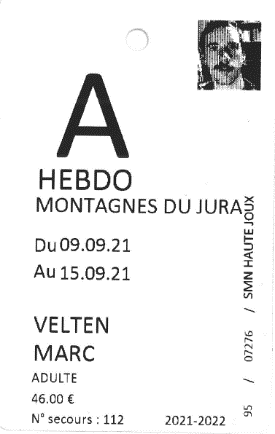 A
HEBDO
MONTAGNES DU JURA
Du 09.09.21
Au 15.09.21
VELTEN
MARC
ADULTE
46.00 €
N° secours : 112 2021-2022
95 / 07276 / SMN HAUTE JOUX